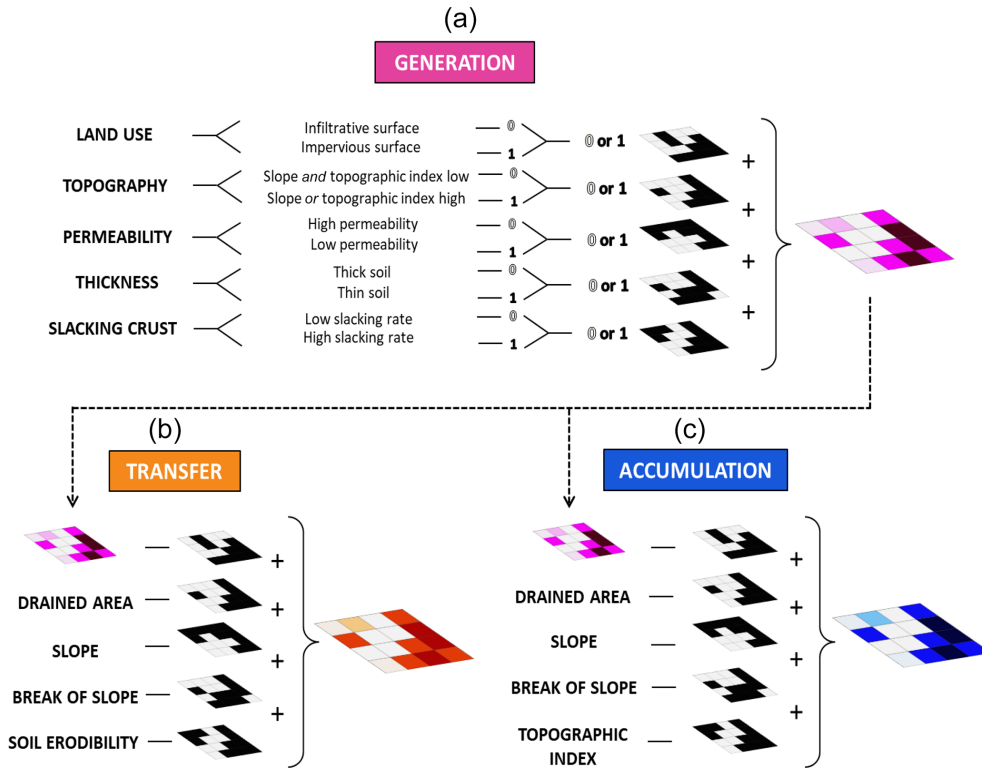 (a)
GENERATION
LAND USE
Infiltrative surface
0
Impervious surface
1
0 or 1
+
TOPOGRAPHY
Slope and topographic index low
0
Slope or topographic index high
1
0 or 1
+
PERMEABILITY
High permeability
0
Low permeability
1
0 or 1
+
THICKNESS
Thick soil
0
Thin soil
1
0 or 1
+
SLACKING CRUST
Low slacking rate
0
High slacking rate
1
0 or 1
(b)
TRANSFER
+
DRAINED AREA
+
SLOPE
+
BREAK OF SLOPE
+
SOIL ERODIBILITY
(c)
ACCUMULATION
+
DRAINED AREA
+
SLOPE
+
BREAK OF SLOPE
+
TOPOGRAPHIC
INDEX